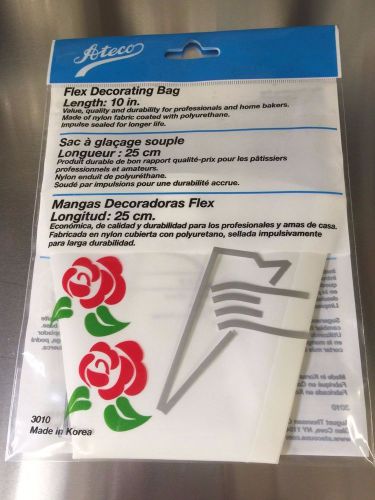 Ateco
Flex Decorating Bag
Length: 10 in.
Value, quality and durability for professionals and home bakers.
Made of nylon fabric coated with polyurethane.
Impulse sealed for longer life.
Sac à glaçage souple
Longueur : 25 cm
Produit durable de bon rapport qualité-prix pour les pâtissiers
professionnels et amateurs.
Nylon enduit de polyuréthane.
Soudé par impulsions pour une durabilité accrue.
Mangas Decoradoras Flex
Longitud: 25 cm.
Económica, de calidad y durabilidad para los profesionales y amas de casa.
Fabricada en nylon cubierta con poliuretano, sellada impulsivamente
para larga durabilidad.
3010
Made in Korea